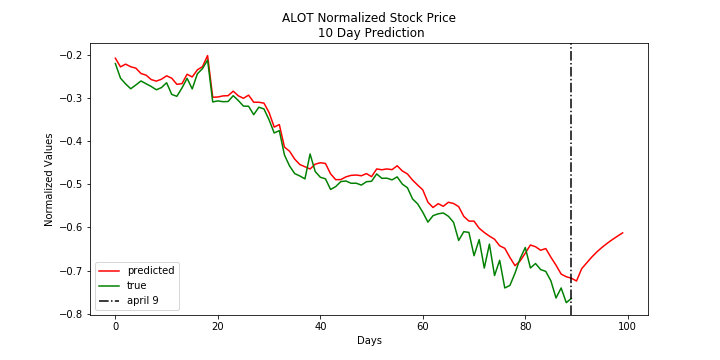 ALOT Normalized Stock Price
10 Day Prediction
Normalized Values
−0.2
−0.3
−0.4
−0.5
−0.6
−0.7
−0.8
predicted
true
april 9
0
20
40
60
80
100
Days